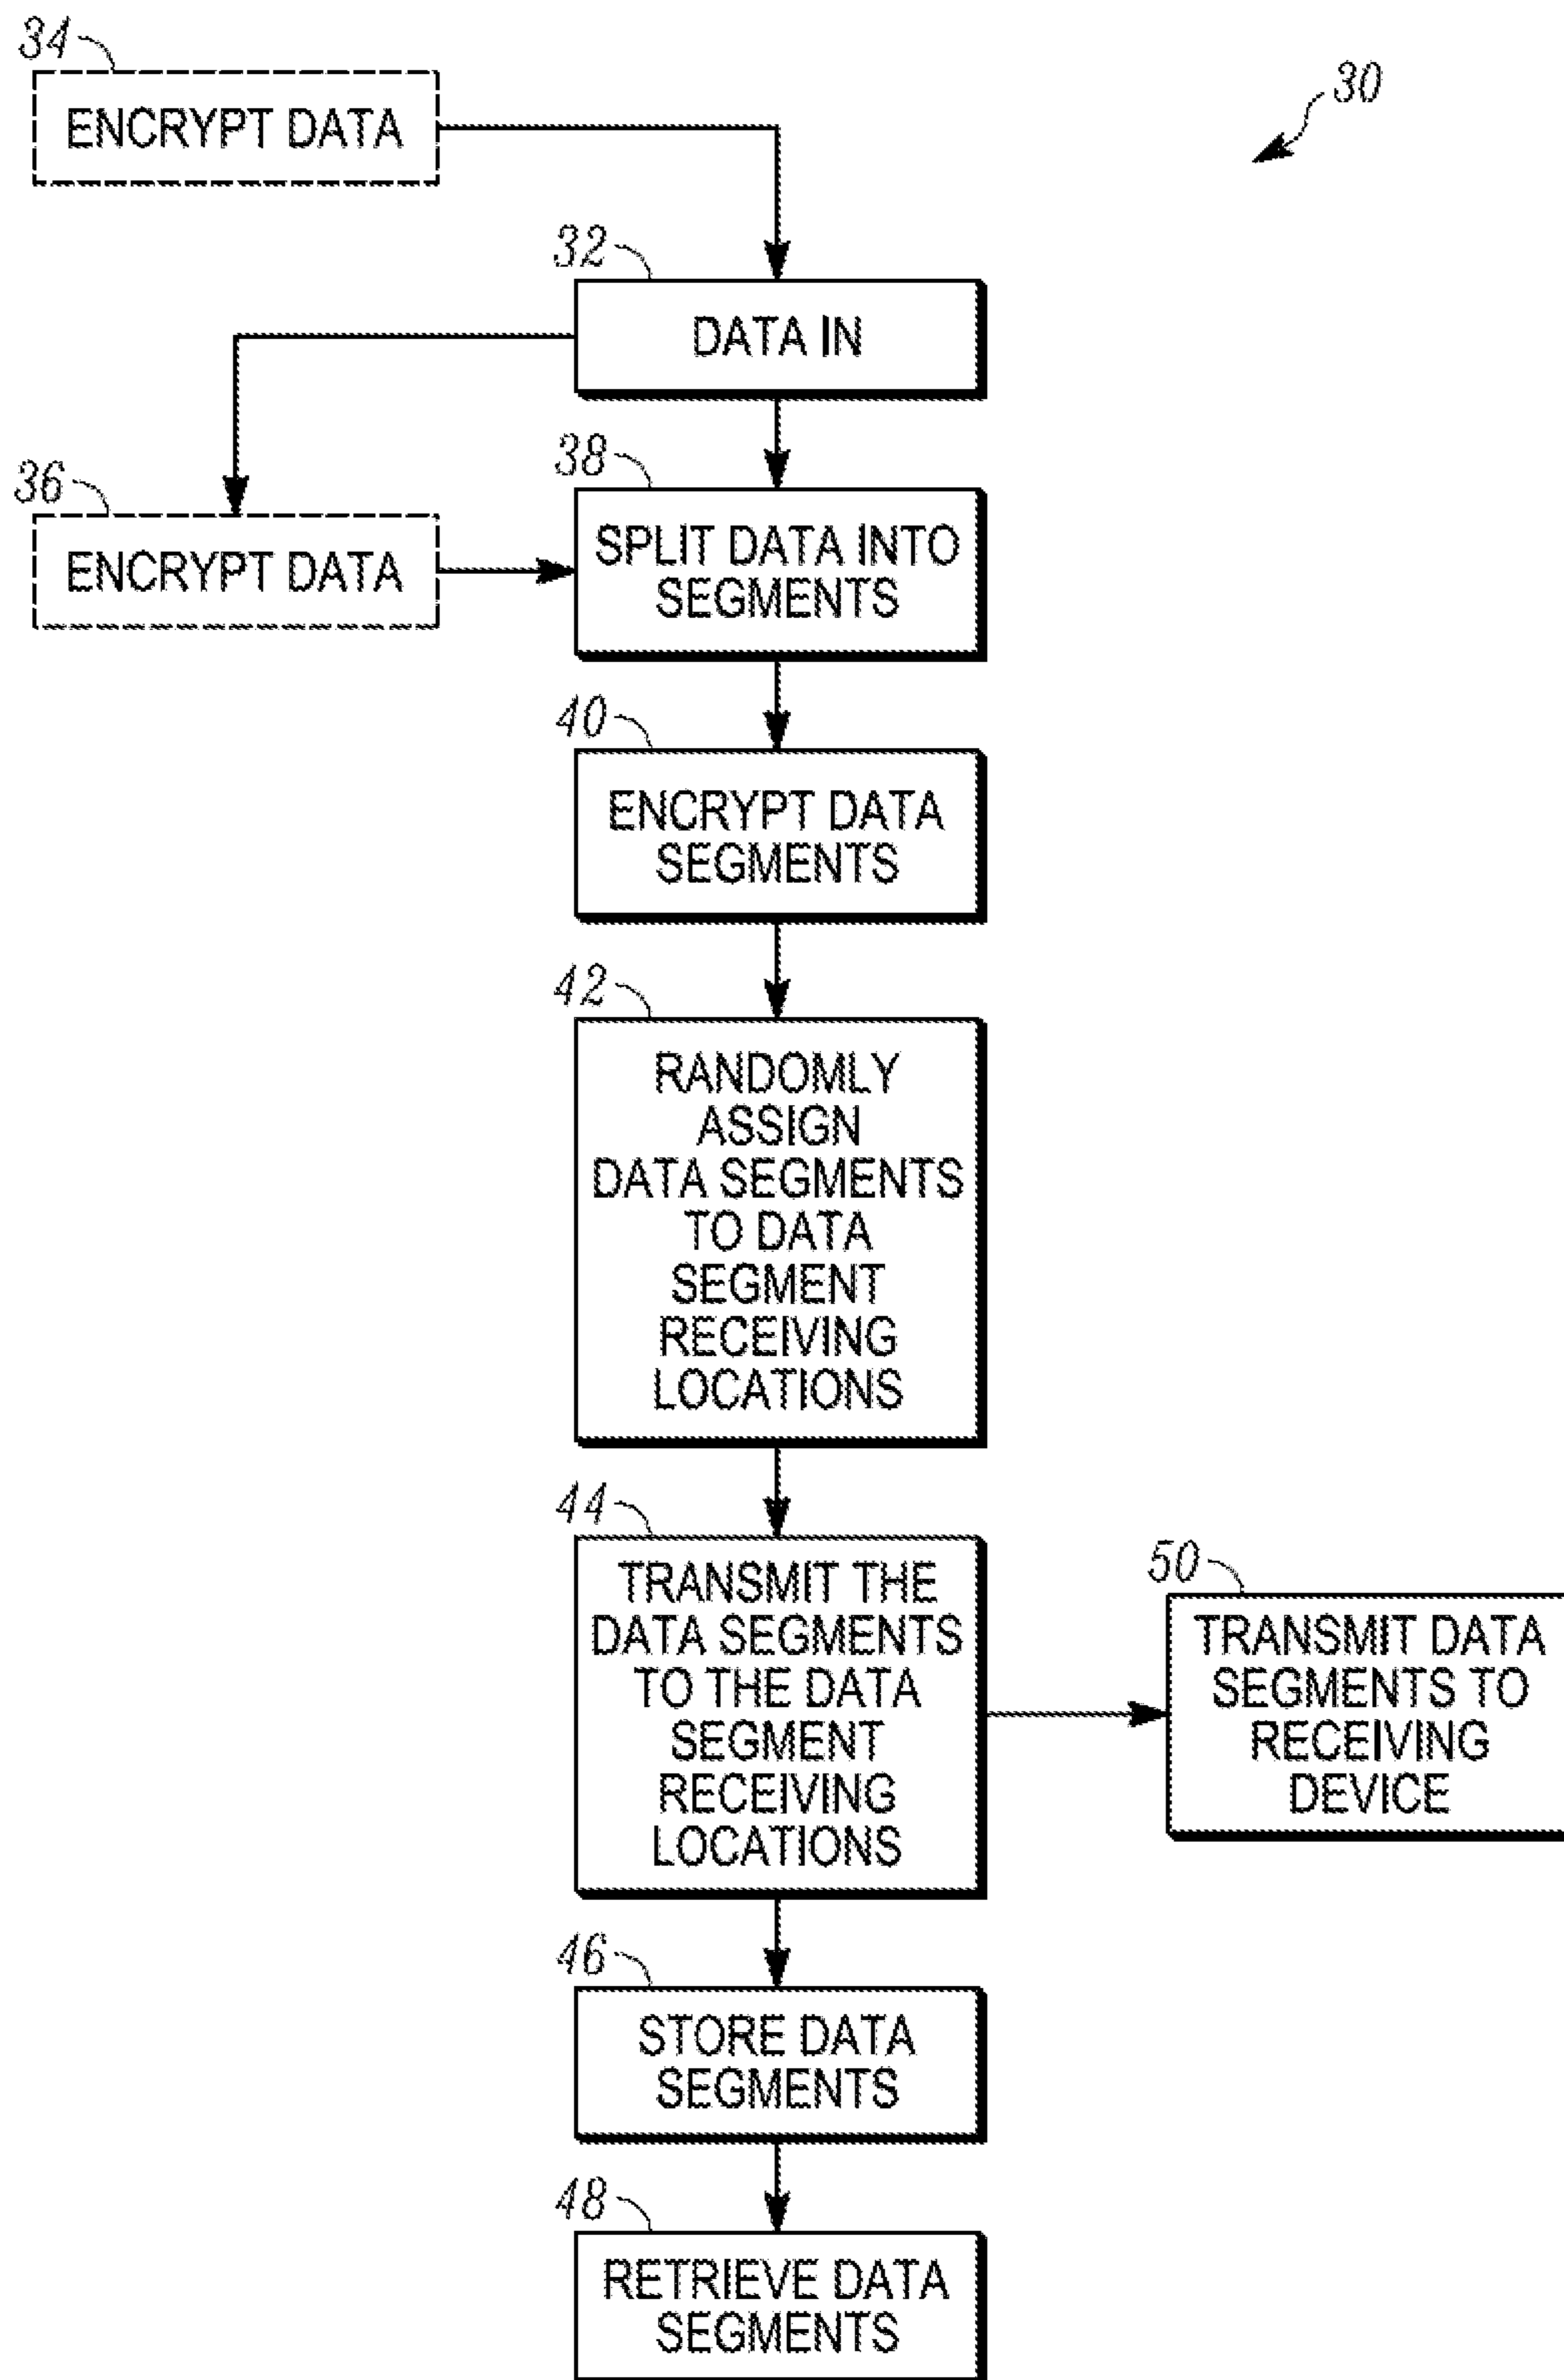 34
ENCRYPT DATA
30
32
DATA IN
38
SPLIT DATA INTO
SEGMENTS
36
ENCRYPT DATA
40
ENCRYPT DATA
SEGMENTS
42
RANDOMLY
ASSIGN
DATA SEGMENTS
TO DATA
SEGMENT
RECEIVING
LOCATIONS
44
TRANSMIT THE
DATA SEGMENTS
TO THE DATA
SEGMENT
RECEIVING
LOCATIONS
50
TRANSMIT DATA
SEGMENTS TO
RECEIVING
DEVICE
46
STORE DATA
SEGMENTS
48
RETRIEVE DATA
SEGMENTS